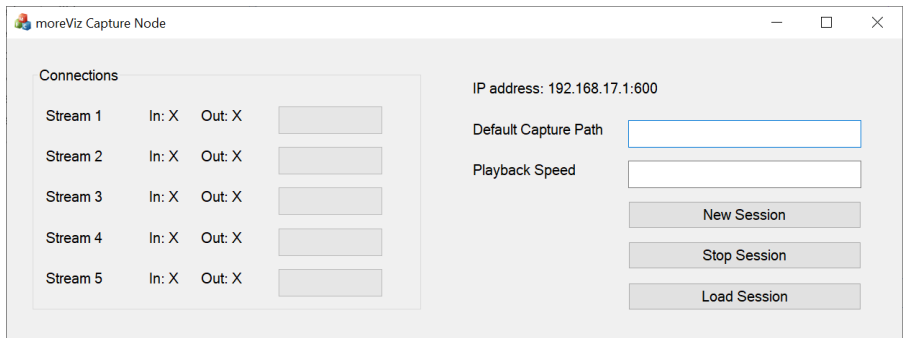 moreViz Capture Node
Connections
Stream 1 In: X Out: X
Stream 2 In: X Out: X
Stream 3 In: X Out: X
Stream 4 In: X Out: X
Stream 5 In: X Out: X
IP address: 192.168.17.1:600
Default Capture Path
Playback Speed
New Session
Stop Session
Load Session